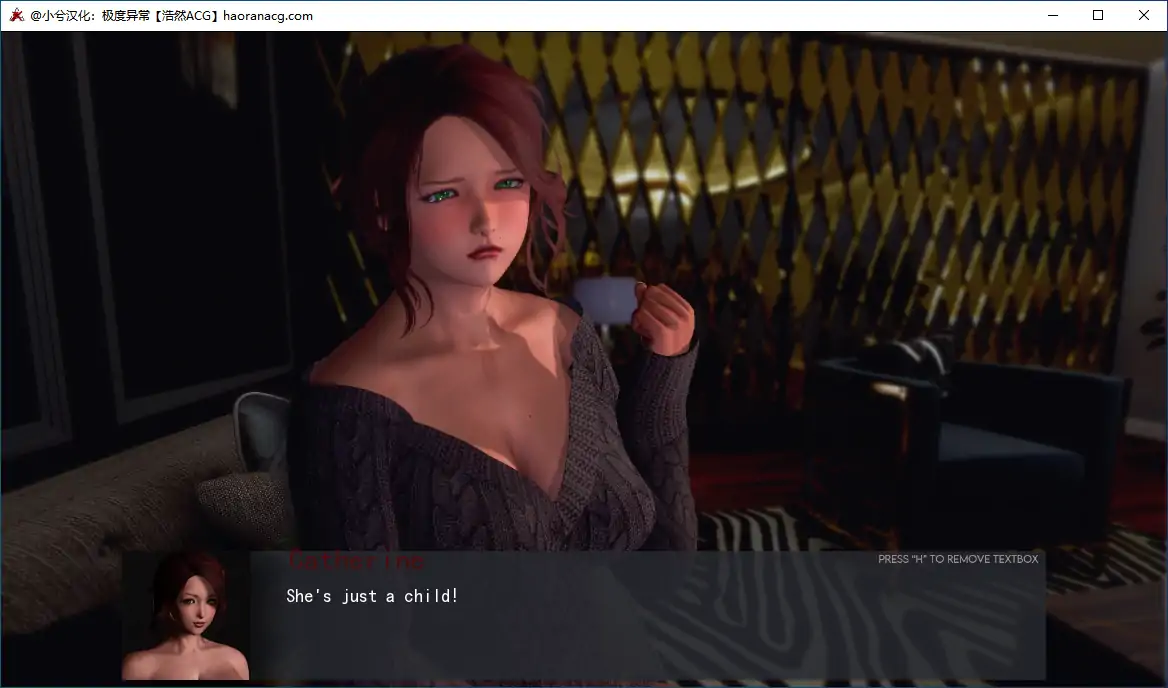 @小兮汉化：极度异常【浩然ACG】haoranacg.com
Catherine
PRESS "H" TO REMOVE TEXTBOX
She's just a child!